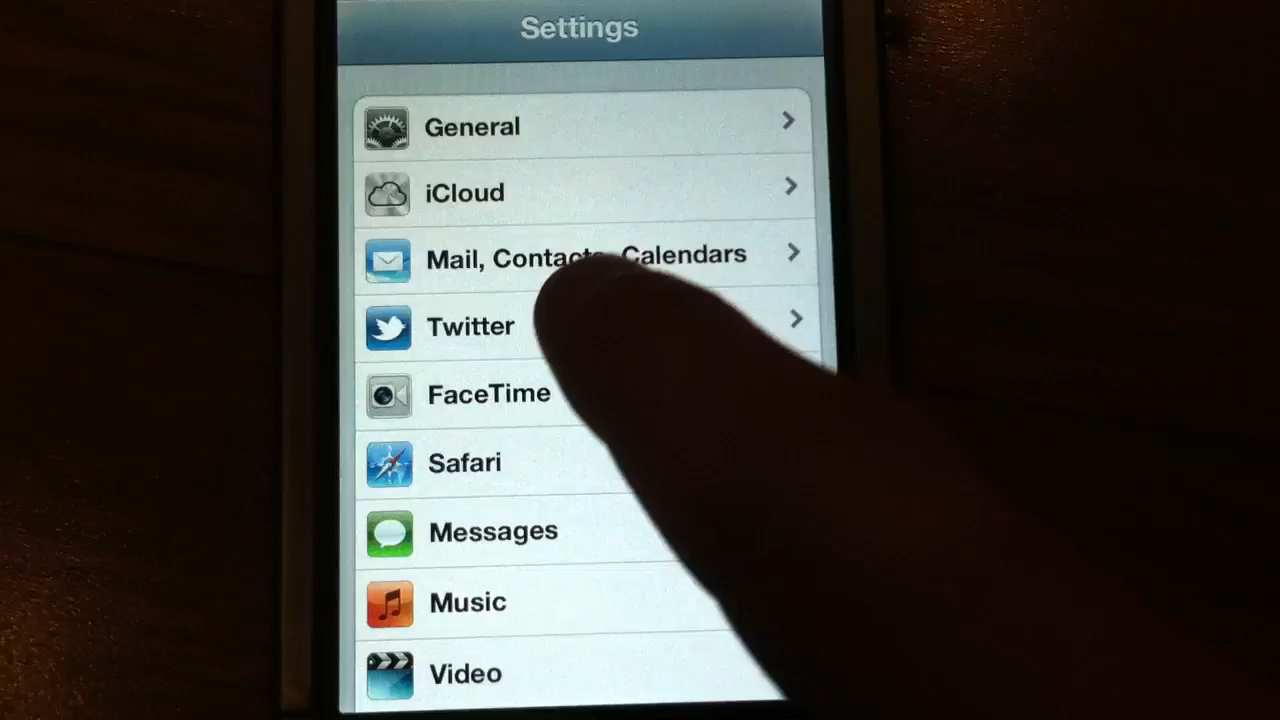 Settings
General
iCloud
Mail, Contacts, Calendars
Twitter
FaceTime
Safari
Messages
Music
Video